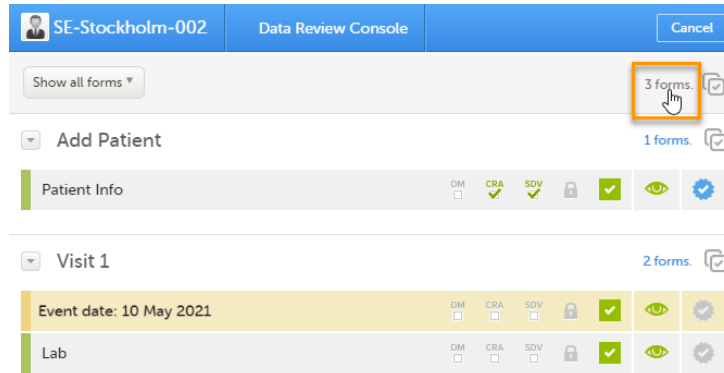 SE-Stockholm-002 Data Review Console Cancel
Show all forms 3 forms.
Add Patient 1 forms.
Patient Info DM CRA SDV
Visit 1 2 forms.
Event date: 10 May 2021 DM CRA SDV
Lab DM CRA SDV